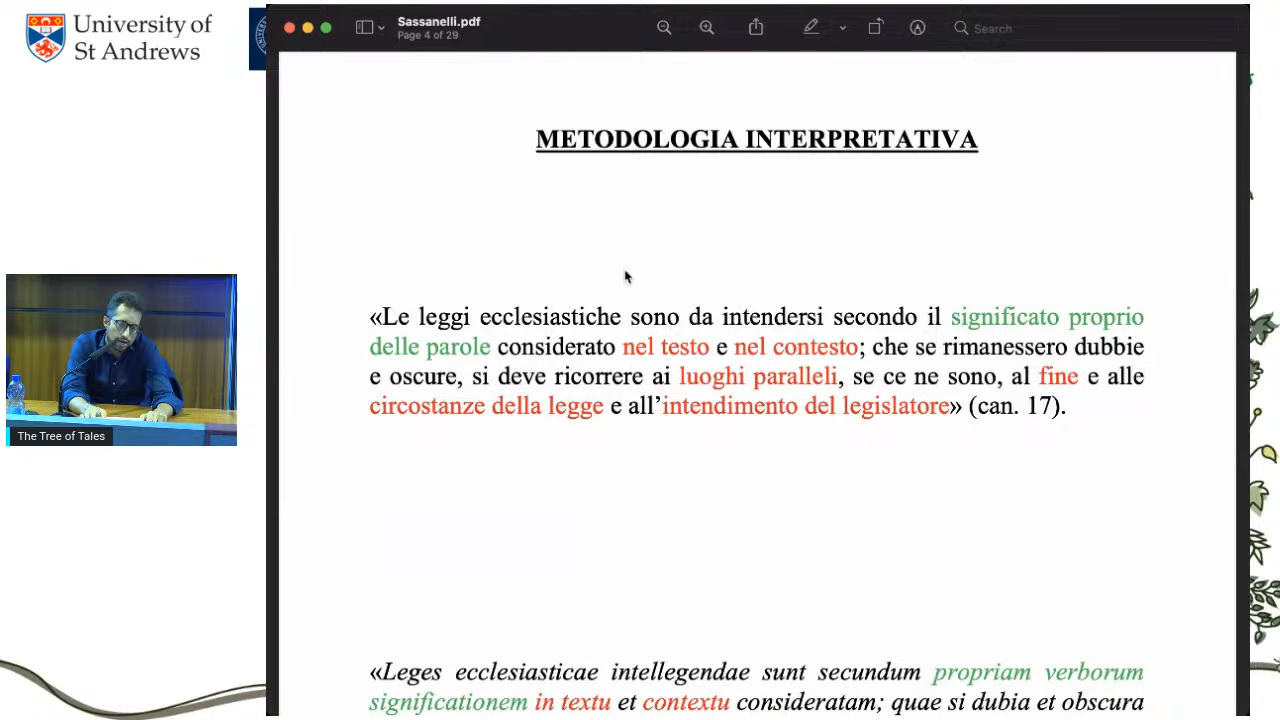 University of
St Andrews
Sassanelli.pdf
Page 4 of 29
Search
METODOLOGIA INTERPRETATIVA
«Le leggi ecclesiastiche sono da intendersi secondo il significato proprio
delle parole considerato nel testo e nel contesto; che se rimanessero dubbie
e oscure, si deve ricorrere ai luoghi paralleli, se ce ne sono, al fine e alle
circostanze della legge e all’intendimento del legislatore» (can. 17).
The Tree of Tales
«Leges ecclesiasticae intellegendae sunt secundum propriam verborum
significationem in textu et contextu consideratam; quae si dubia et obscura